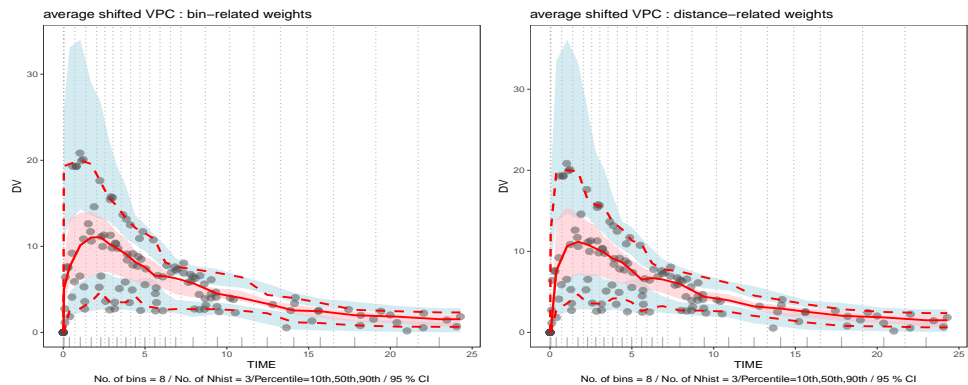 average shifted VPC : bin−related weights
DV
30
20
10
0
0 5 10 15 20 25
TIME
No. of bins = 8 / No. of Nhist = 3/Percentile=10th,50th,90th / 95 % CI
average shifted VPC : distance−related weights
DV
30
20
10
0
0 5 10 15 20 25
TIME
No. of bins = 8 / No. of Nhist = 3/Percentile=10th,50th,90th / 95 % CI